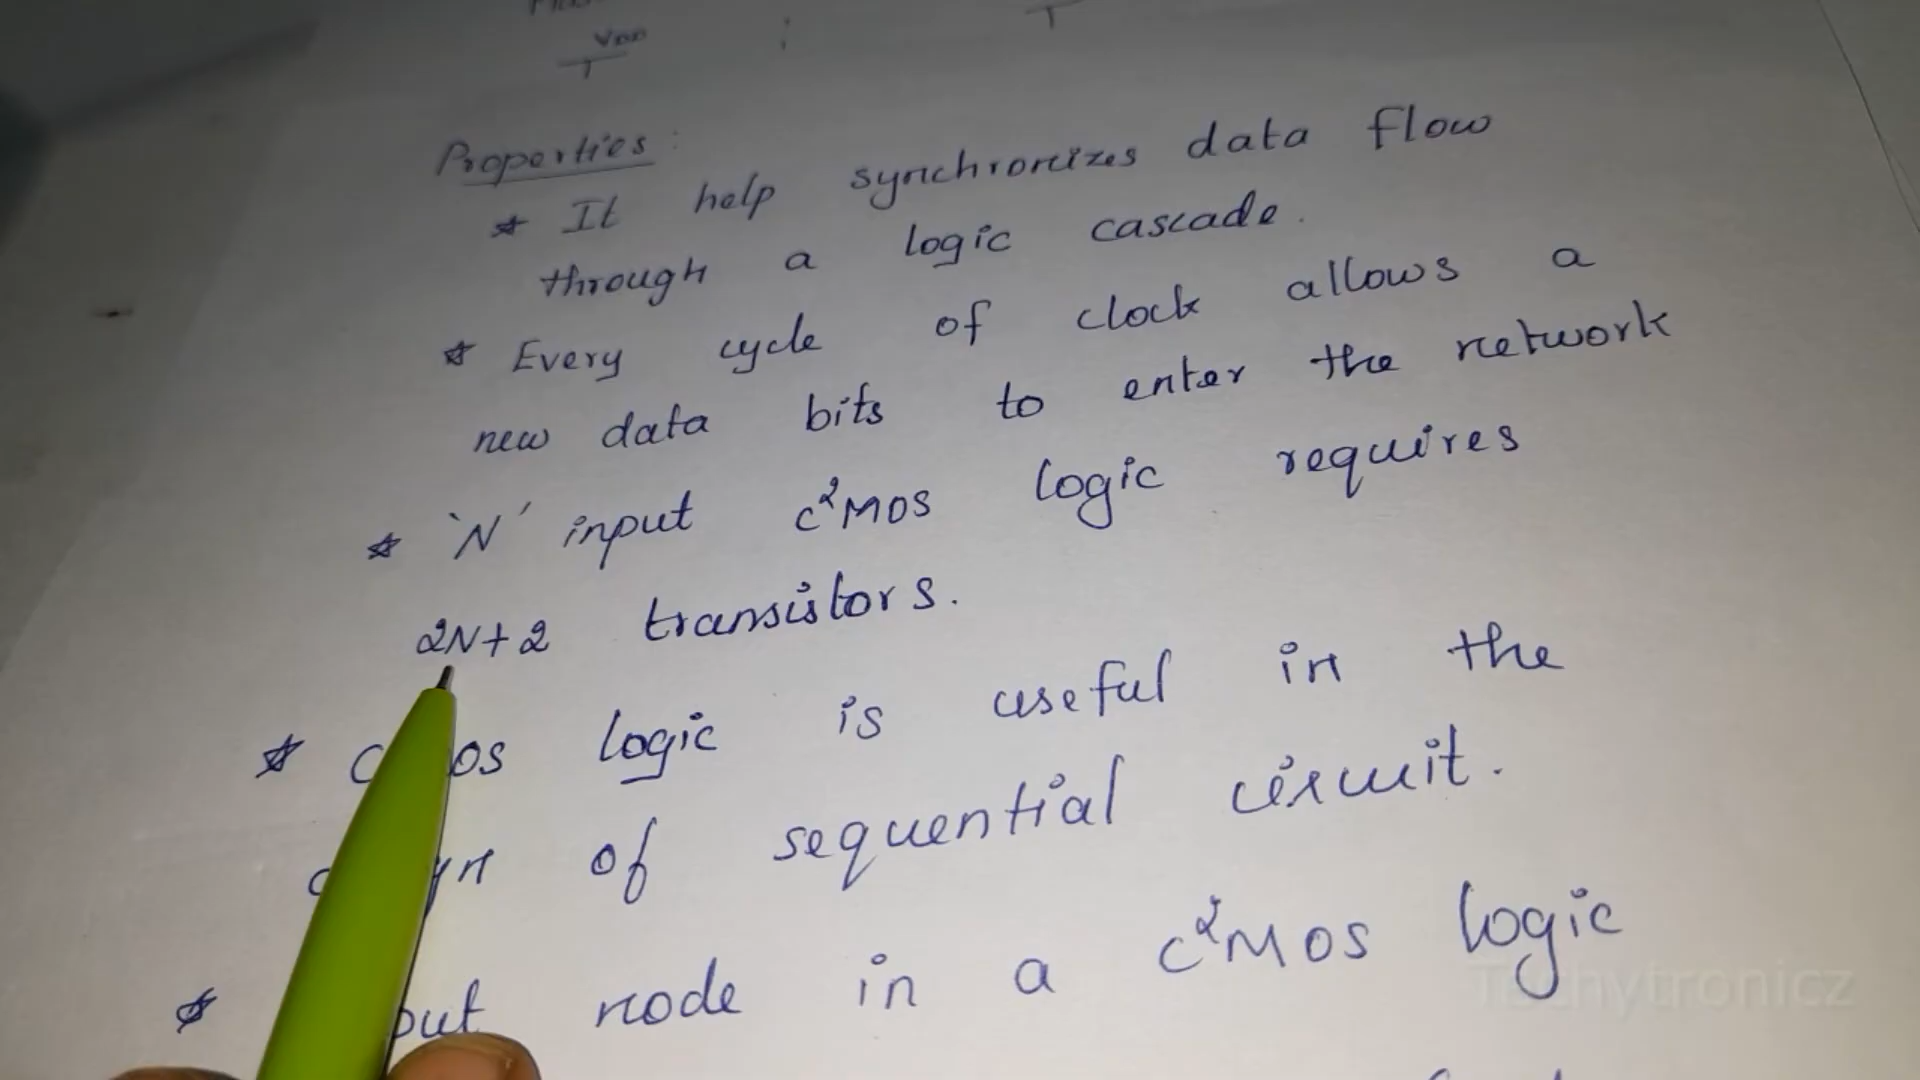 VDD
Properties :
* It help synchronizes data flow
through a logic cascade.
* Every cycle of clock allows a
new data bits to enter the network
* 'N' input C²MOS logic requires
2N+2 transistors.
* logic is useful in the
of sequential circuit.
* node in a C²MOS logic
Techytronicz